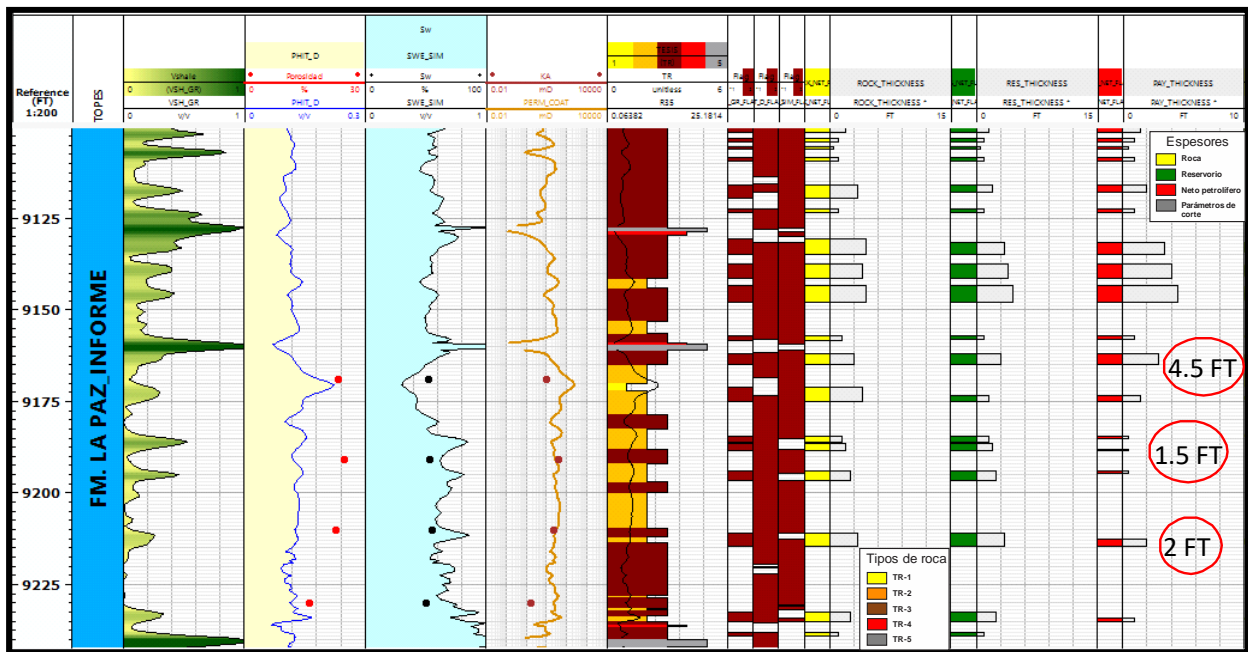 Sw
PHIT_D
SWE_SIM
TESIS
1 (TR) 5
Vshale
Porosidad
Sw
KA
TR
Flag
Flag
Flag
ROCK_THICKNESS
RES_THICKNESS
PAY_THICKNESS
0 (VSH_GR) 1
0 % 30
0 % 100
0.01 mD 10000
0 unitless 6
Reference
(FT)
1:200
TOPES
VSH_GR
PHIT_D
SWE_SIM
PERM_COAT
R35
ROCK_THICKNESS *
RES_THICKNESS *
PAY_THICKNESS *
0 V/V 1
0 V/V 0.3
0 V/V 1
0.01 mD 10000
0.06382 25.1814
0 FT 15
0 FT 15
0 FT 10
Espesores
Roca
Reservorio
Neto petrolífero
Parámetros de
corte
9125
9150
9175
9200
9225
FM. LA PAZ_INFORME
4.5 FT
1.5 FT
2 FT
Tipos de roca
TR-1
TR-2
TR-3
TR-4
TR-5